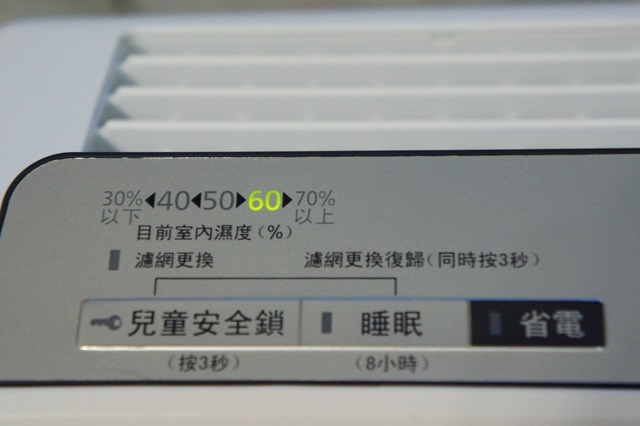 30% 以下 ◀40◀50▶60▶ 70% 以上
目前室內濕度(%)
濾網更換 濾網更換復歸(同時按3秒)
兒童安全鎖 睡眠 省電
(按3秒) (8小時)